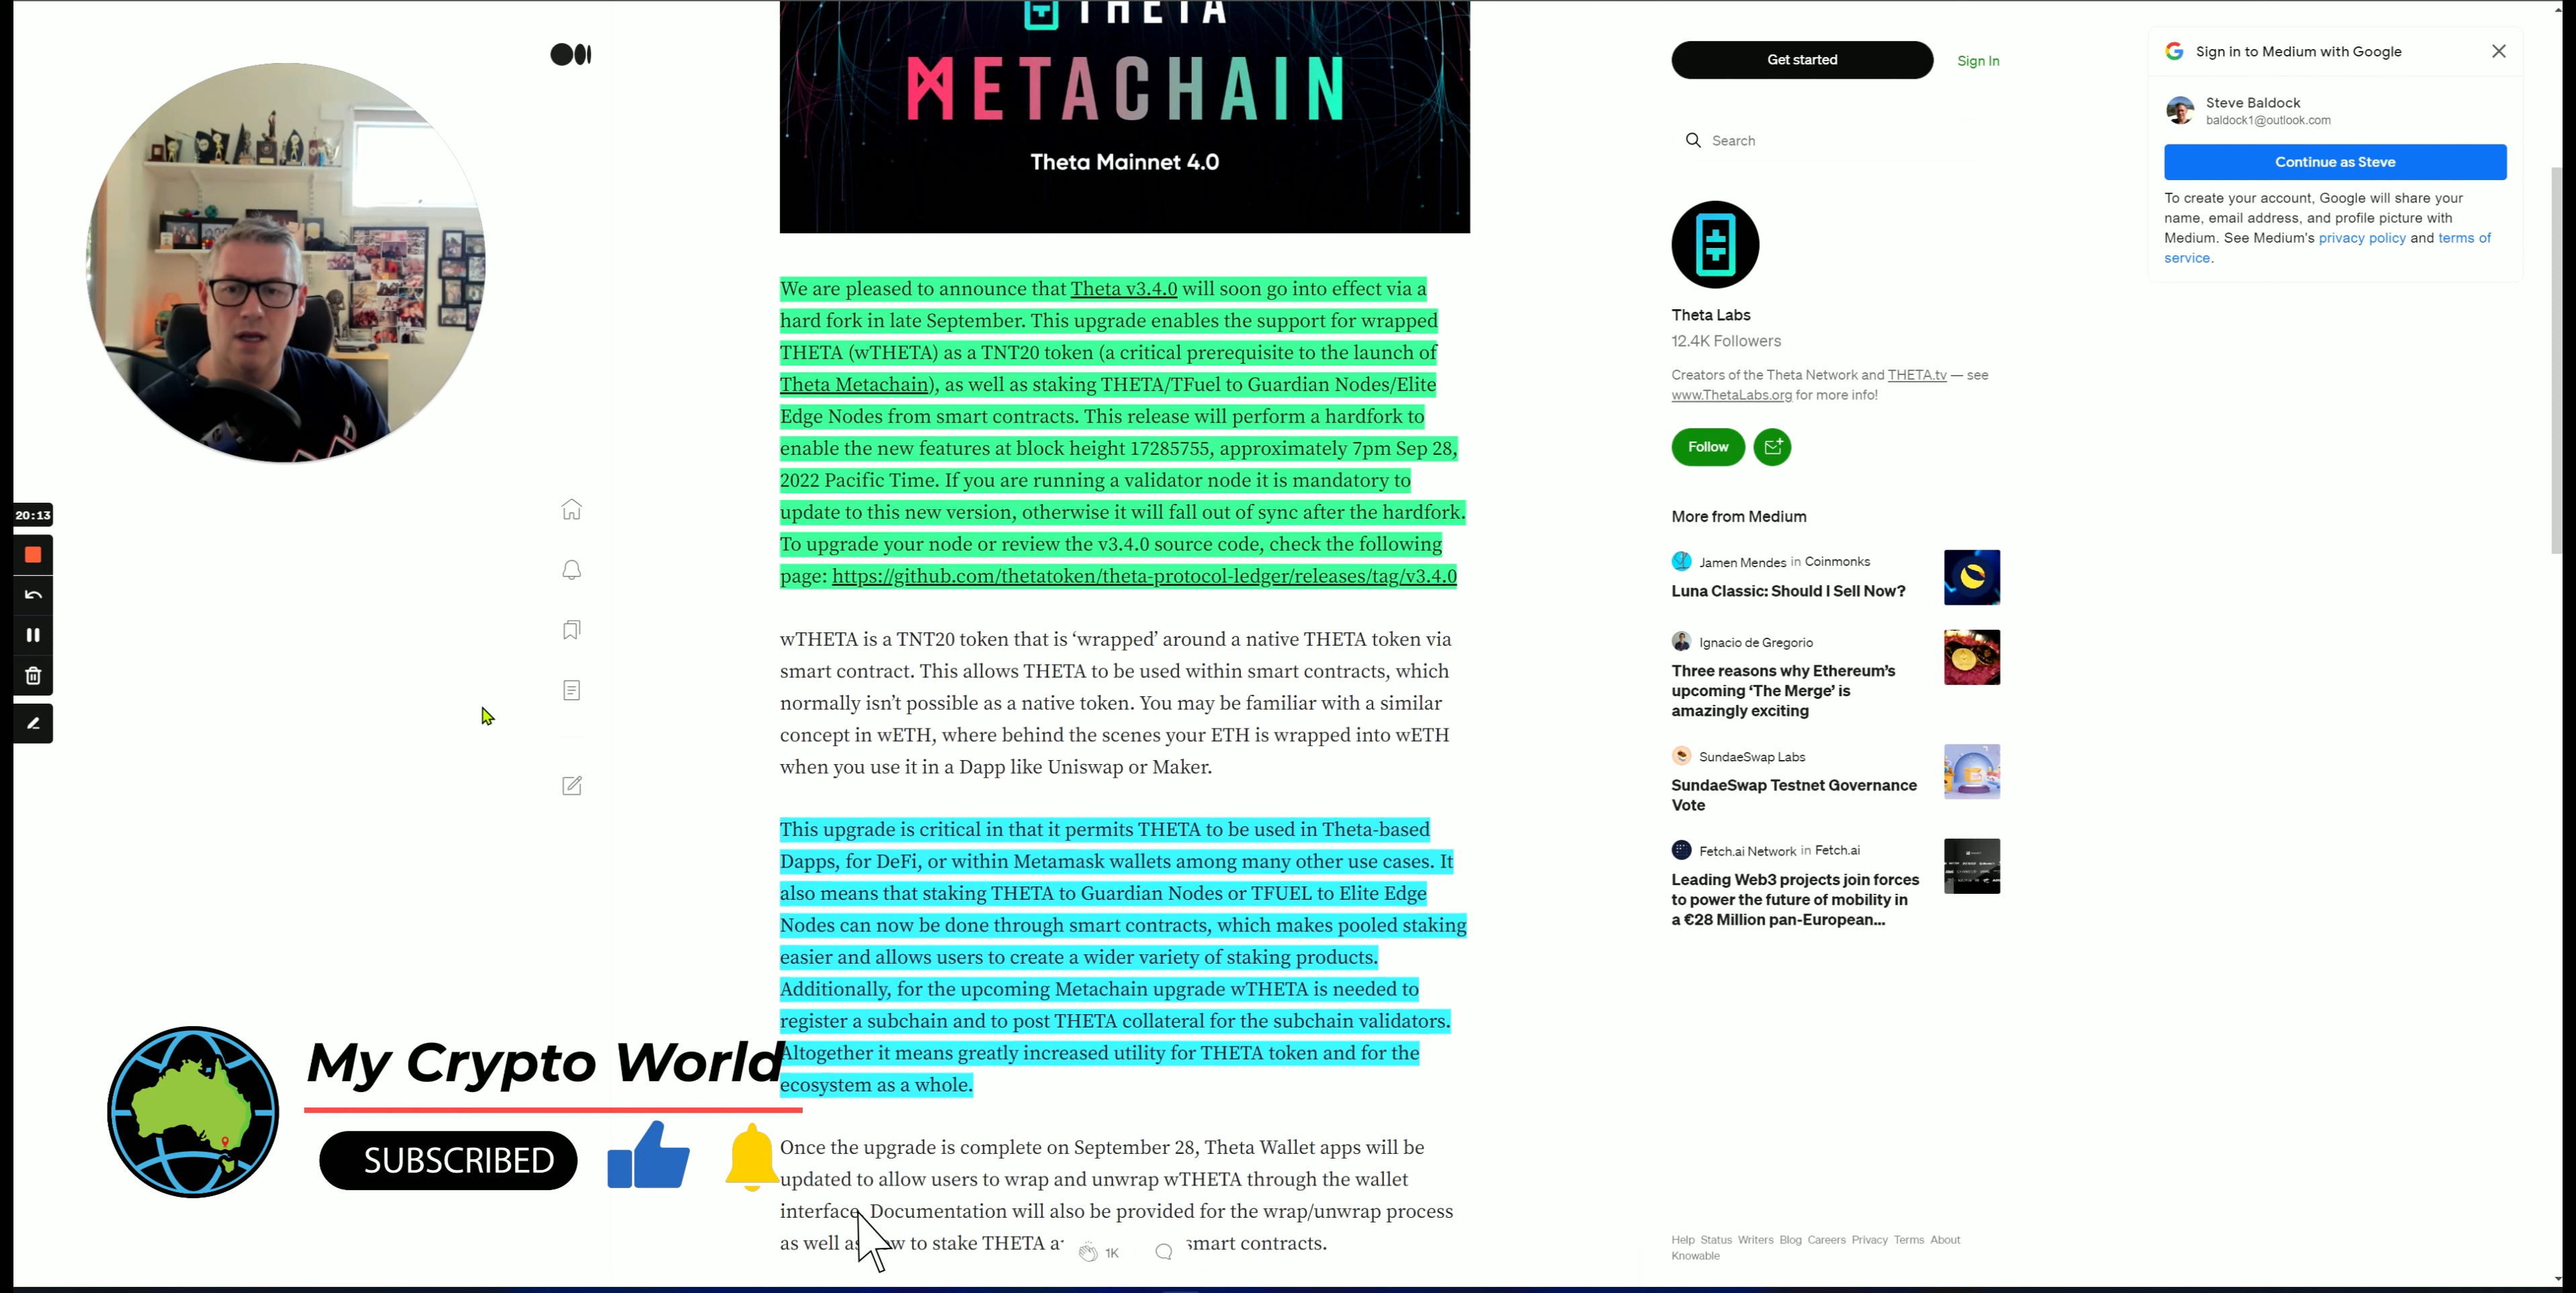 THETA
METACHAIN
Theta Mainnet 4.0
We are pleased to announce that Theta v3.4.0 will soon go into effect via a
hard fork in late September. This upgrade enables the support for wrapped
THETA (wTHETA) as a TNT20 token (a critical prerequisite to the launch of
Theta Metachain), as well as staking THETA/TFuel to Guardian Nodes/Elite
Edge Nodes from smart contracts. This release will perform a hardfork to
enable the new features at block height 17285755, approximately 7pm Sep 28,
2022 Pacific Time. If you are running a validator node it is mandatory to
update to this new version, otherwise it will fall out of sync after the hardfork.
To upgrade your node or review the v3.4.0 source code, check the following
page: https://github.com/thetatoken/theta-protocol-ledger/releases/tag/v3.4.0
wTHETA is a TNT20 token that is ‘wrapped’ around a native THETA token via
smart contract. This allows THETA to be used within smart contracts, which
normally isn’t possible as a native token. You may be familiar with a similar
concept in wETH, where behind the scenes your ETH is wrapped into wETH
when you use it in a Dapp like Uniswap or Maker.
This upgrade is critical in that it permits THETA to be used in Theta-based
Dapps, for DeFi, or within Metamask wallets among many other use cases. It
also means that staking THETA to Guardian Nodes or TFUEL to Elite Edge
Nodes can now be done through smart contracts, which makes pooled staking
easier and allows users to create a wider variety of staking products.
Additionally, for the upcoming Metachain upgrade wTHETA is needed to
register a subchain and to post THETA collateral for the subchain validators.
Altogether it means greatly increased utility for THETA token and for the
ecosystem as a whole.
Once the upgrade is complete on September 28, Theta Wallet apps will be
updated to allow users to wrap and unwrap wTHETA through the wallet
interface. Documentation will also be provided for the wrap/unwrap process
as well as to stake THETA smart contracts.
1K
20:13
My Crypto World
SUBSCRIBED
Get started
Sign In
Search
Theta Labs
12.4K Followers
Creators of the Theta Network and THETA.tv — see
www.ThetaLabs.org for more info!
Follow
More from Medium
Jamen Mendes in Coinmonks
Luna Classic: Should I Sell Now?
Ignacio de Gregorio
Three reasons why Ethereum’s
upcoming ‘The Merge’ is
amazingly exciting
SundaeSwap Labs
SundaeSwap Testnet Governance
Vote
Fetch.ai Network in Fetch.ai
Leading Web3 projects join forces
to power the future of mobility in
a €28 Million pan-European...
Help Status Writers Blog Careers Privacy Terms About
Knowable
Sign in to Medium with Google
Steve Baldock
baldock1@outlook.com
Continue as Steve
To create your account, Google will share your
name, email address, and profile picture with
Medium. See Medium's privacy policy and terms of
service.